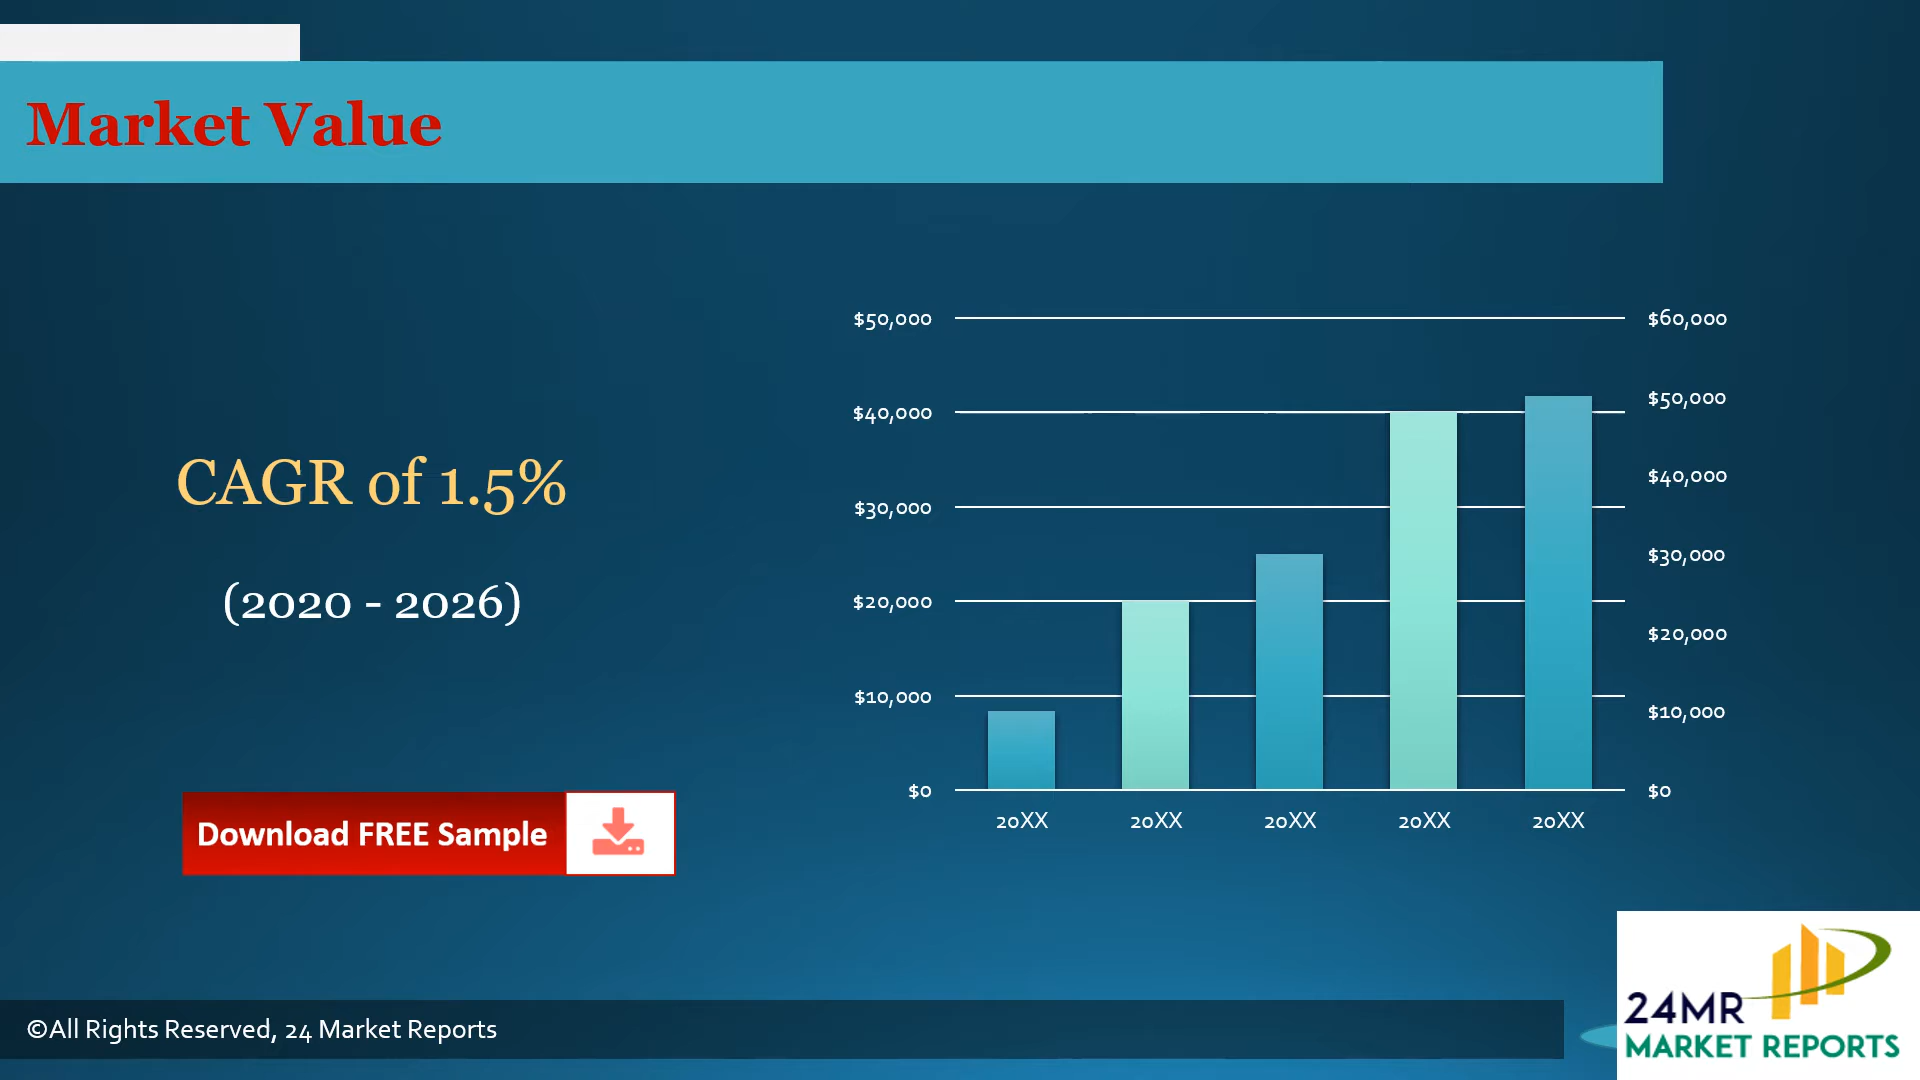 Market Value
CAGR of 1.5%
(2020 - 2026)
Download FREE Sample
$50,000
$40,000
$30,000
$20,000
$10,000
$0
$60,000
$50,000
$40,000
$30,000
$20,000
$10,000
$0
20XX 20XX 20XX 20XX 20XX
©All Rights Reserved, 24 Market Reports
24MR
MARKET REPORTS